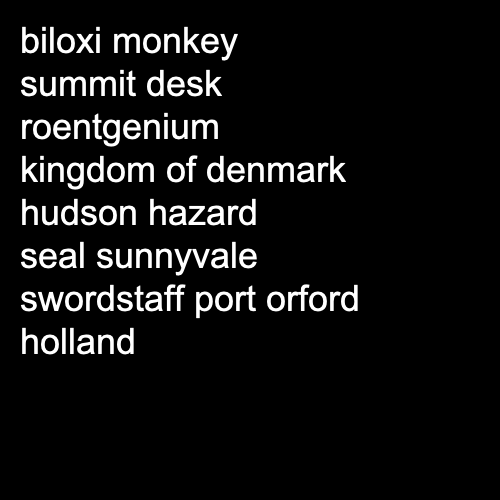 biloxi monkey
summit desk
roentgenium
kingdom of denmark
hudson hazard
seal sunnyvale
swordstaff port orford
holland